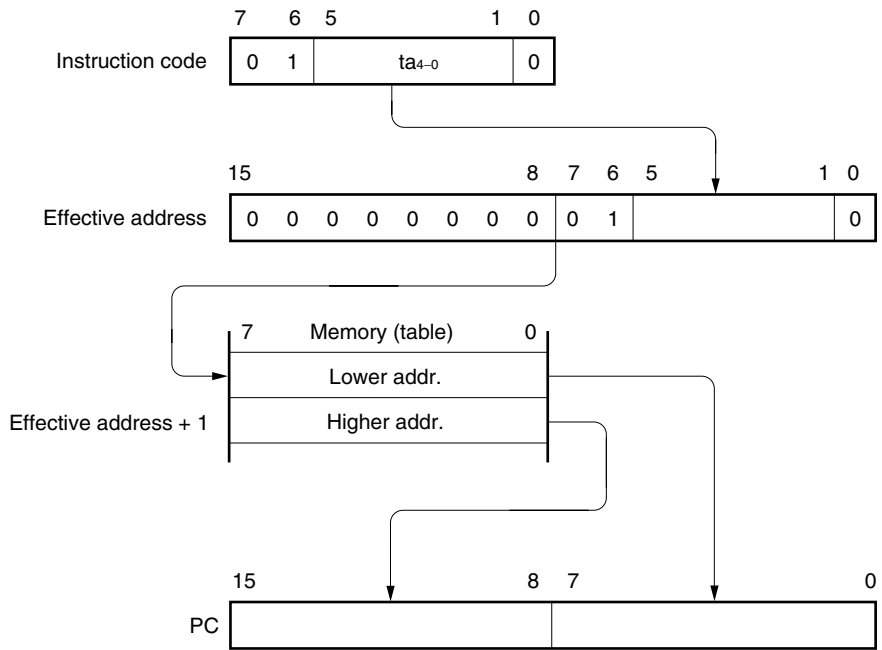 7 6 5 1 0
Instruction code 0 1 ta4–0 0
15 8 7 6 5 1 0
Effective address 0 0 0 0 0 0 0 0 0 1 0
7 Memory (table) 0
Lower addr.
Effective address + 1 Higher addr.
15 8 7 0
PC